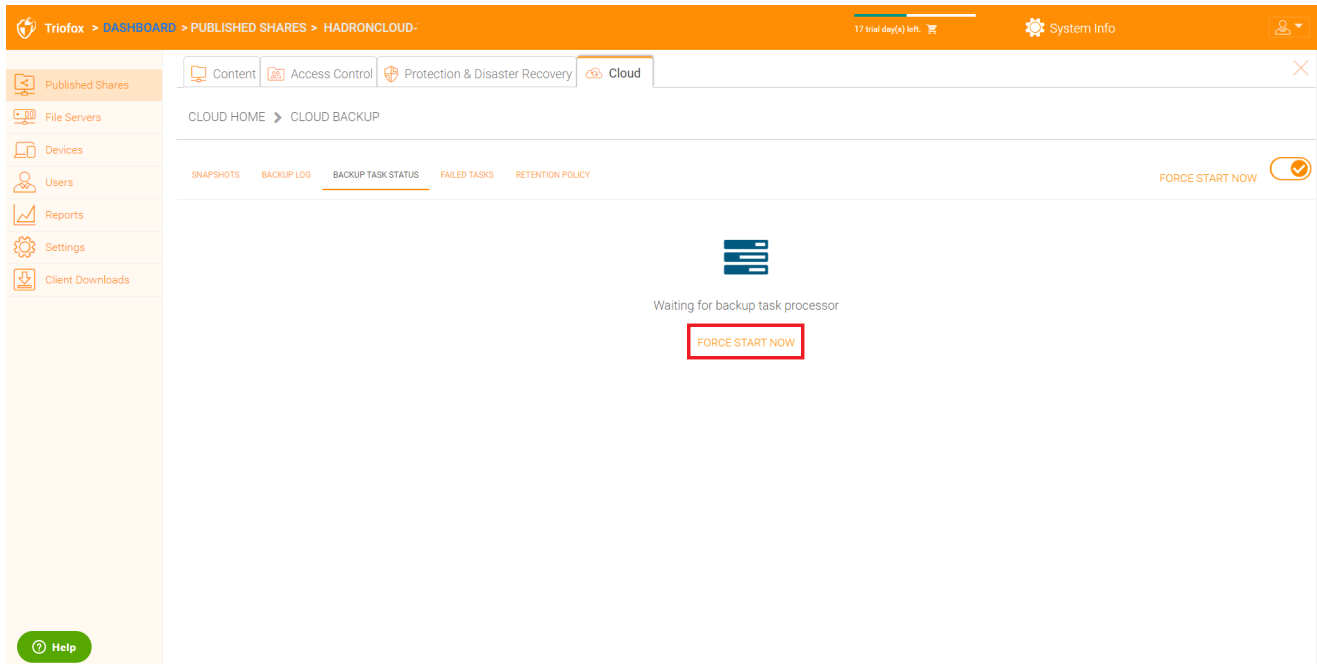 Triofox > DASHBOARD > PUBLISHED SHARES > HADRONCLOUD-
17 trial day(s) left.
System Info
Published Shares
File Servers
Devices
Users
Reports
Settings
Client Downloads
Content
Access Control
Protection & Disaster Recovery
Cloud
CLOUD HOME > CLOUD BACKUP
SNAPSHOTS
BACKUP LOG
BACKUP TASK STATUS
FAILED TASKS
RETENTION POLICY
FORCE START NOW
Waiting for backup task processor
FORCE START NOW
Help